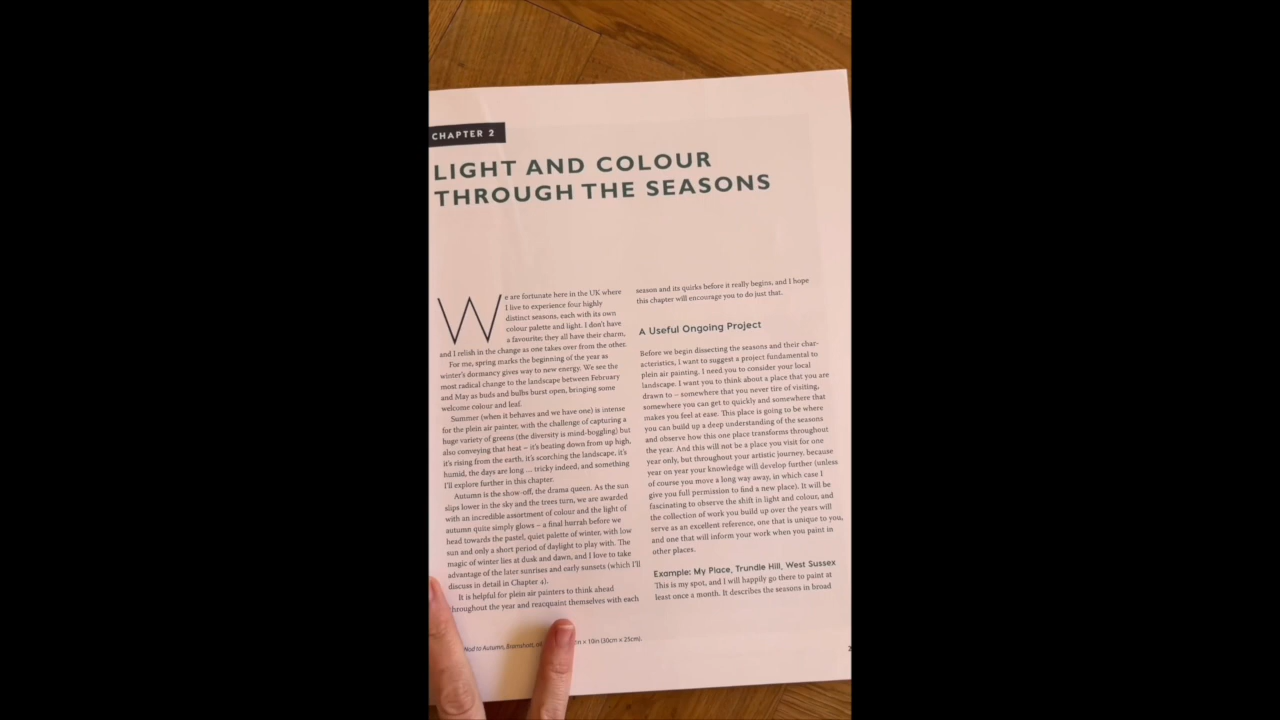 CHAPTER 2
LIGHT AND COLOUR
THROUGH THE SEASONS
We are fortunate here in the UK where
I live to experience four highly
distinct seasons, each with its own
colour palette and light. I don't have
a favourite; they all have their charm,
and I relish in the change as one takes over from the other.
For me, spring marks the beginning of the year as
winter's dormancy gives way to new energy. We see the
most radical change to the landscape between February
and May as buds and bulbs burst open, bringing some
welcome colour and leaf.
Summer (when it behaves and we have one) is intense
for the plein air painter, with the challenge of capturing a
huge variety of greens (the diversity is mind-boggling) but
also conveying that heat – it's beating down from up high,
it's rising from the earth, it's scorching the landscape, it's
humid, the days are long ... tricky indeed, and something
I'll explore further in this chapter.
Autumn is the show-off, the drama queen. As the sun
slips lower in the sky and the trees turn, we are awarded
with an incredible assortment of colour and the light of
autumn quite simply glows – a final hurrah before we
head towards the pastel, quiet palette of winter, with low
sun and only a short period of daylight to play with. The
magic of winter lies at dusk and dawn, and I love to take
advantage of the later sunrises and early sunsets (which I'll
discuss in detail in Chapter 4).
It is helpful for plein air painters to think ahead
throughout the year and reacquaint themselves with each
season and its quirks before it really begins, and I hope
this chapter will encourage you to do just that.
A Useful Ongoing Project
Before we begin dissecting the seasons and their char-
acteristics, I want to suggest a project fundamental to
plein air painting. I need you to consider your local
landscape. I want you to think about a place that you are
drawn to – somewhere that you never tire of visiting,
somewhere you can get to quickly and somewhere that
makes you feel at ease. This place is going to be where
you can build up a deep understanding of the seasons
and observe how this one place transforms throughout
the year. And this will not be a place you visit for one
year only, but throughout your artistic journey, because
year on year your knowledge will develop further (unless
of course you move a long way away, in which case I
give you full permission to find a new place). It will be
fascinating to observe the shift in light and colour, and
the collection of work you build up over the years will
serve as an excellent reference, one that is unique to you,
and one that will inform your work when you paint in
other places.
Example: My Place, Trundle Hill, West Sussex
This is my spot, and I will happily go there to paint at
least once a month. It describes the seasons in broad
Nod to Autumn, × 10in (30cm × 25cm).